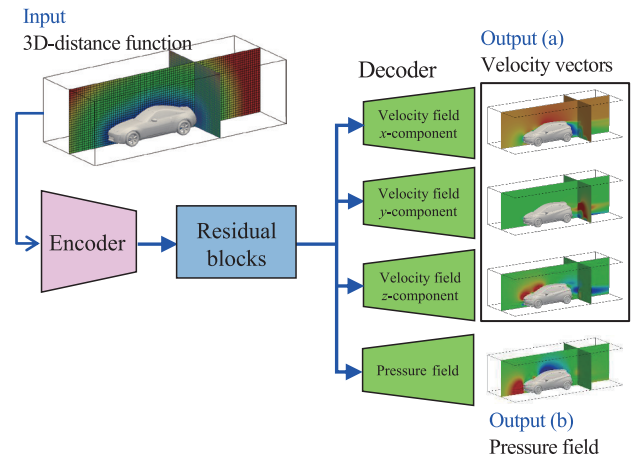 Input
3D-distance function
Encoder
Residual
blocks
Decoder
Velocity field
x-component
Velocity field
y-component
Velocity field
z-component
Pressure field
Output (a)
Velocity vectors
Output (b)
Pressure field